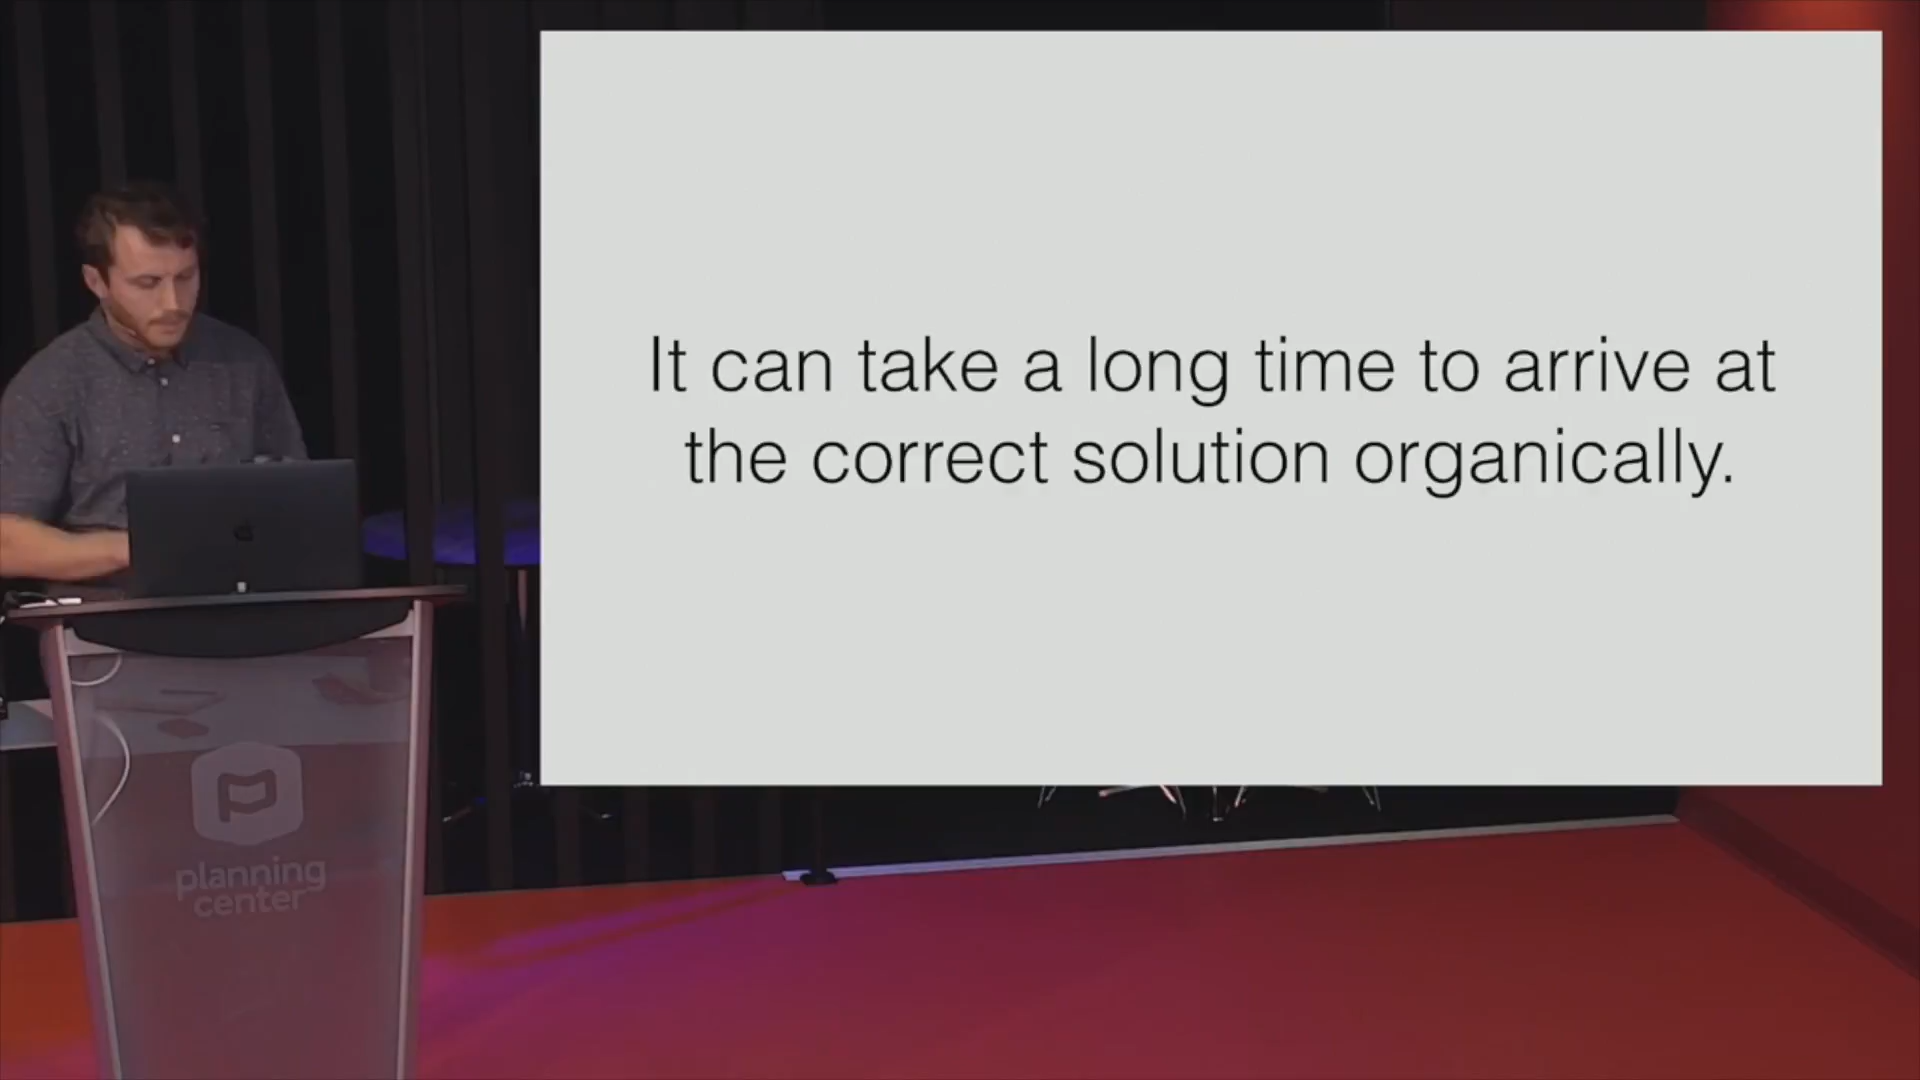 It can take a long time to arrive at
the correct solution organically.
planning
center